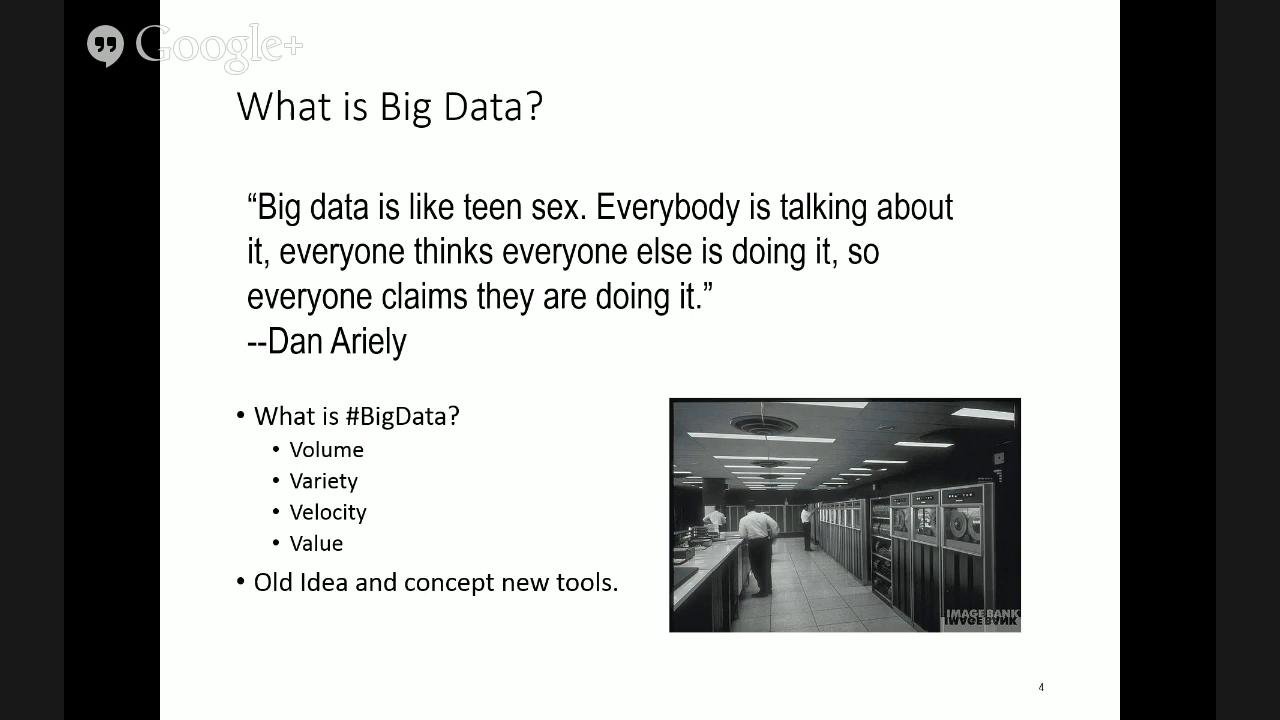 Google+
What is Big Data?
“Big data is like teen sex. Everybody is talking about
it, everyone thinks everyone else is doing it, so
everyone claims they are doing it.”
--Dan Ariely
• What is #BigData?
• Volume
• Variety
• Velocity
• Value
• Old Idea and concept new tools.
IMAGE BANK
IMAGE BANK
4